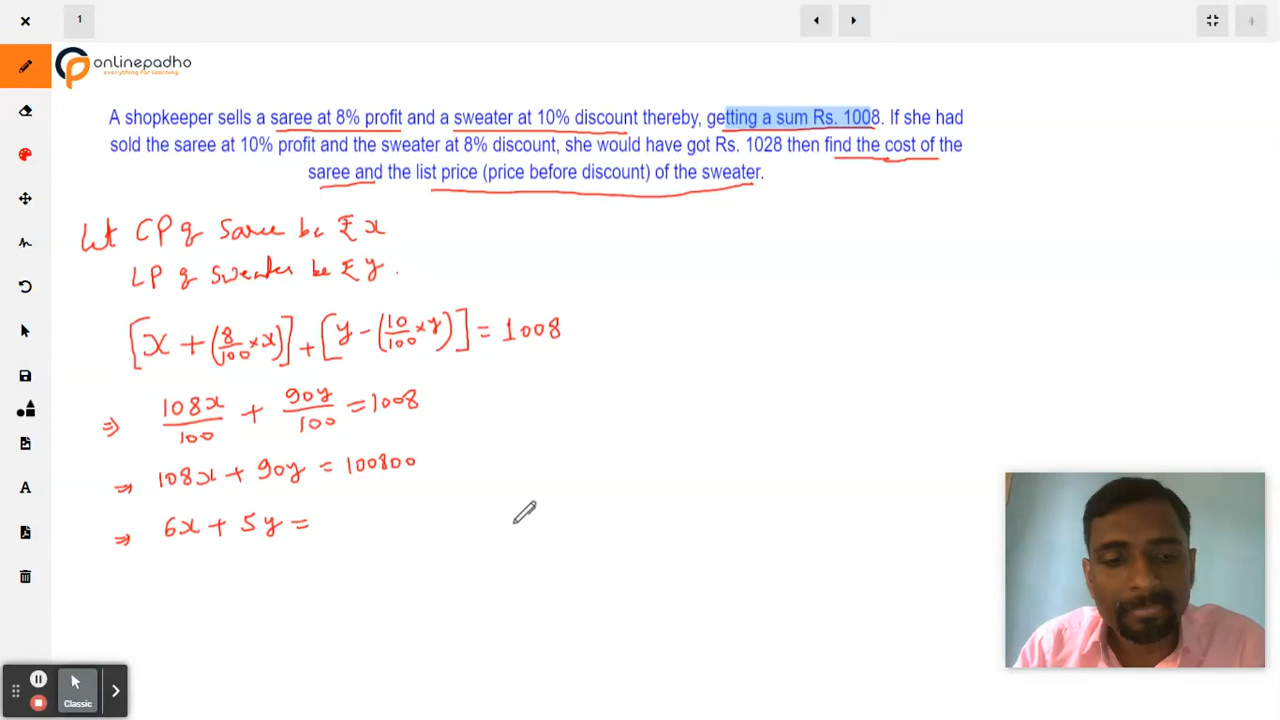 1
onlinepadho
everything for learning
A shopkeeper sells a saree at 8% profit and a sweater at 10% discount thereby, getting a sum Rs. 1008. If she had
sold the saree at 10% profit and the sweater at 8% discount, she would have got Rs. 1028 then find the cost of the
saree and the list price (price before discount) of the sweater.
Let CP of Saree be ₹ x
LP of Sweater be ₹ y.
[x + (8/100 × x)] + [y - (10/100 × y)] = 1008
⇒ 108x/100 + 90y/100 = 1008
⇒ 108x + 90y = 100800
⇒ 6x + 5y =
A
Classic